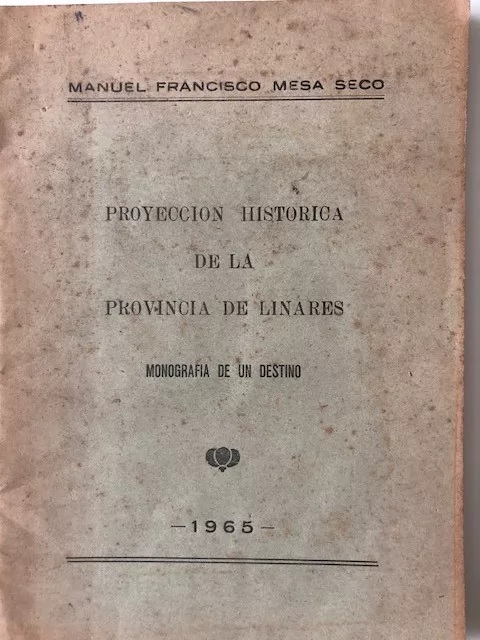 MANUEL FRANCISCO MESA SECO
PROYECCION HISTORICA
DE LA
PROVINCIA DE LINARES
MONOGRAFIA DE UN DESTINO
—1965—